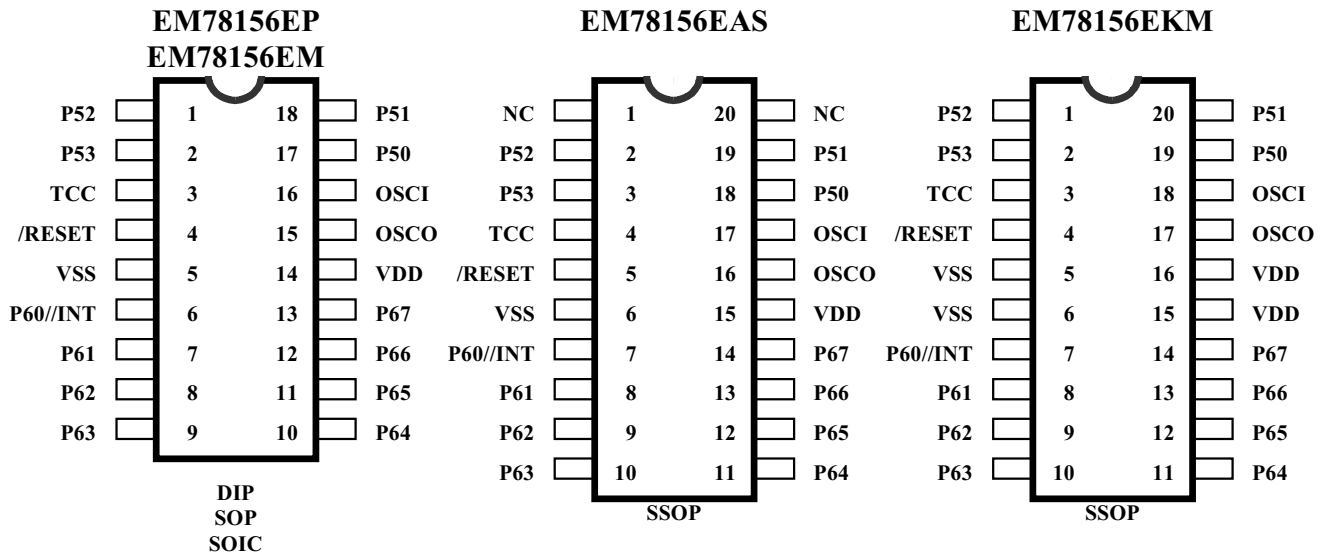 EM78156EP
EM78156EM
P52 1 18 P51
P53 2 17 P50
TCC 3 16 OSCI
/RESET 4 15 OSCO
VSS 5 14 VDD
P60//INT 6 13 P67
P61 7 12 P66
P62 8 11 P65
P63 9 10 P64
DIP
SOP
SOIC
EM78156EAS
NC 1 20 NC
P52 2 19 P51
P53 3 18 P50
TCC 4 17 OSCI
/RESET 5 16 OSCO
VSS 6 15 VDD
P60//INT 7 14 P67
P61 8 13 P66
P62 9 12 P65
P63 10 11 P64
SSOP
EM78156EKM
P52 1 20 P51
P53 2 19 P50
TCC 3 18 OSCI
/RESET 4 17 OSCO
VSS 5 16 VDD
VSS 6 15 VDD
P60//INT 7 14 P67
P61 8 13 P66
P62 9 12 P65
P63 10 11 P64
SSOP